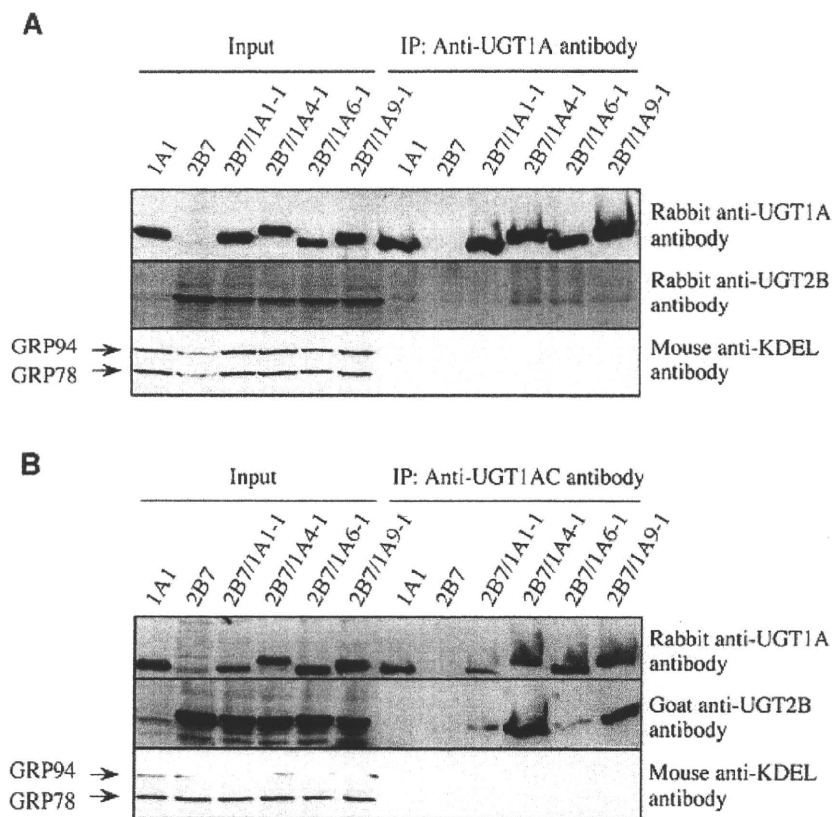 A
Input
IP: Anti-UGT1A antibody
1A1
2B7
2B7/1A1-1
2B7/1A4-1
2B7/1A6-1
2B7/1A9-1
1A1
2B7
2B7/1A1-1
2B7/1A4-1
2B7/1A6-1
2B7/1A9-1
Rabbit anti-UGT1A
antibody
Rabbit anti-UGT2B
antibody
GRP94
GRP78
Mouse anti-KDEL
antibody
B
Input
IP: Anti-UGT1AC antibody
1A1
2B7
2B7/1A1-1
2B7/1A4-1
2B7/1A6-1
2B7/1A9-1
1A1
2B7
2B7/1A1-1
2B7/1A4-1
2B7/1A6-1
2B7/1A9-1
Rabbit anti-UGT1A
antibody
Goat anti-UGT2B
antibody
GRP94
GRP78
Mouse anti-KDEL
antibody